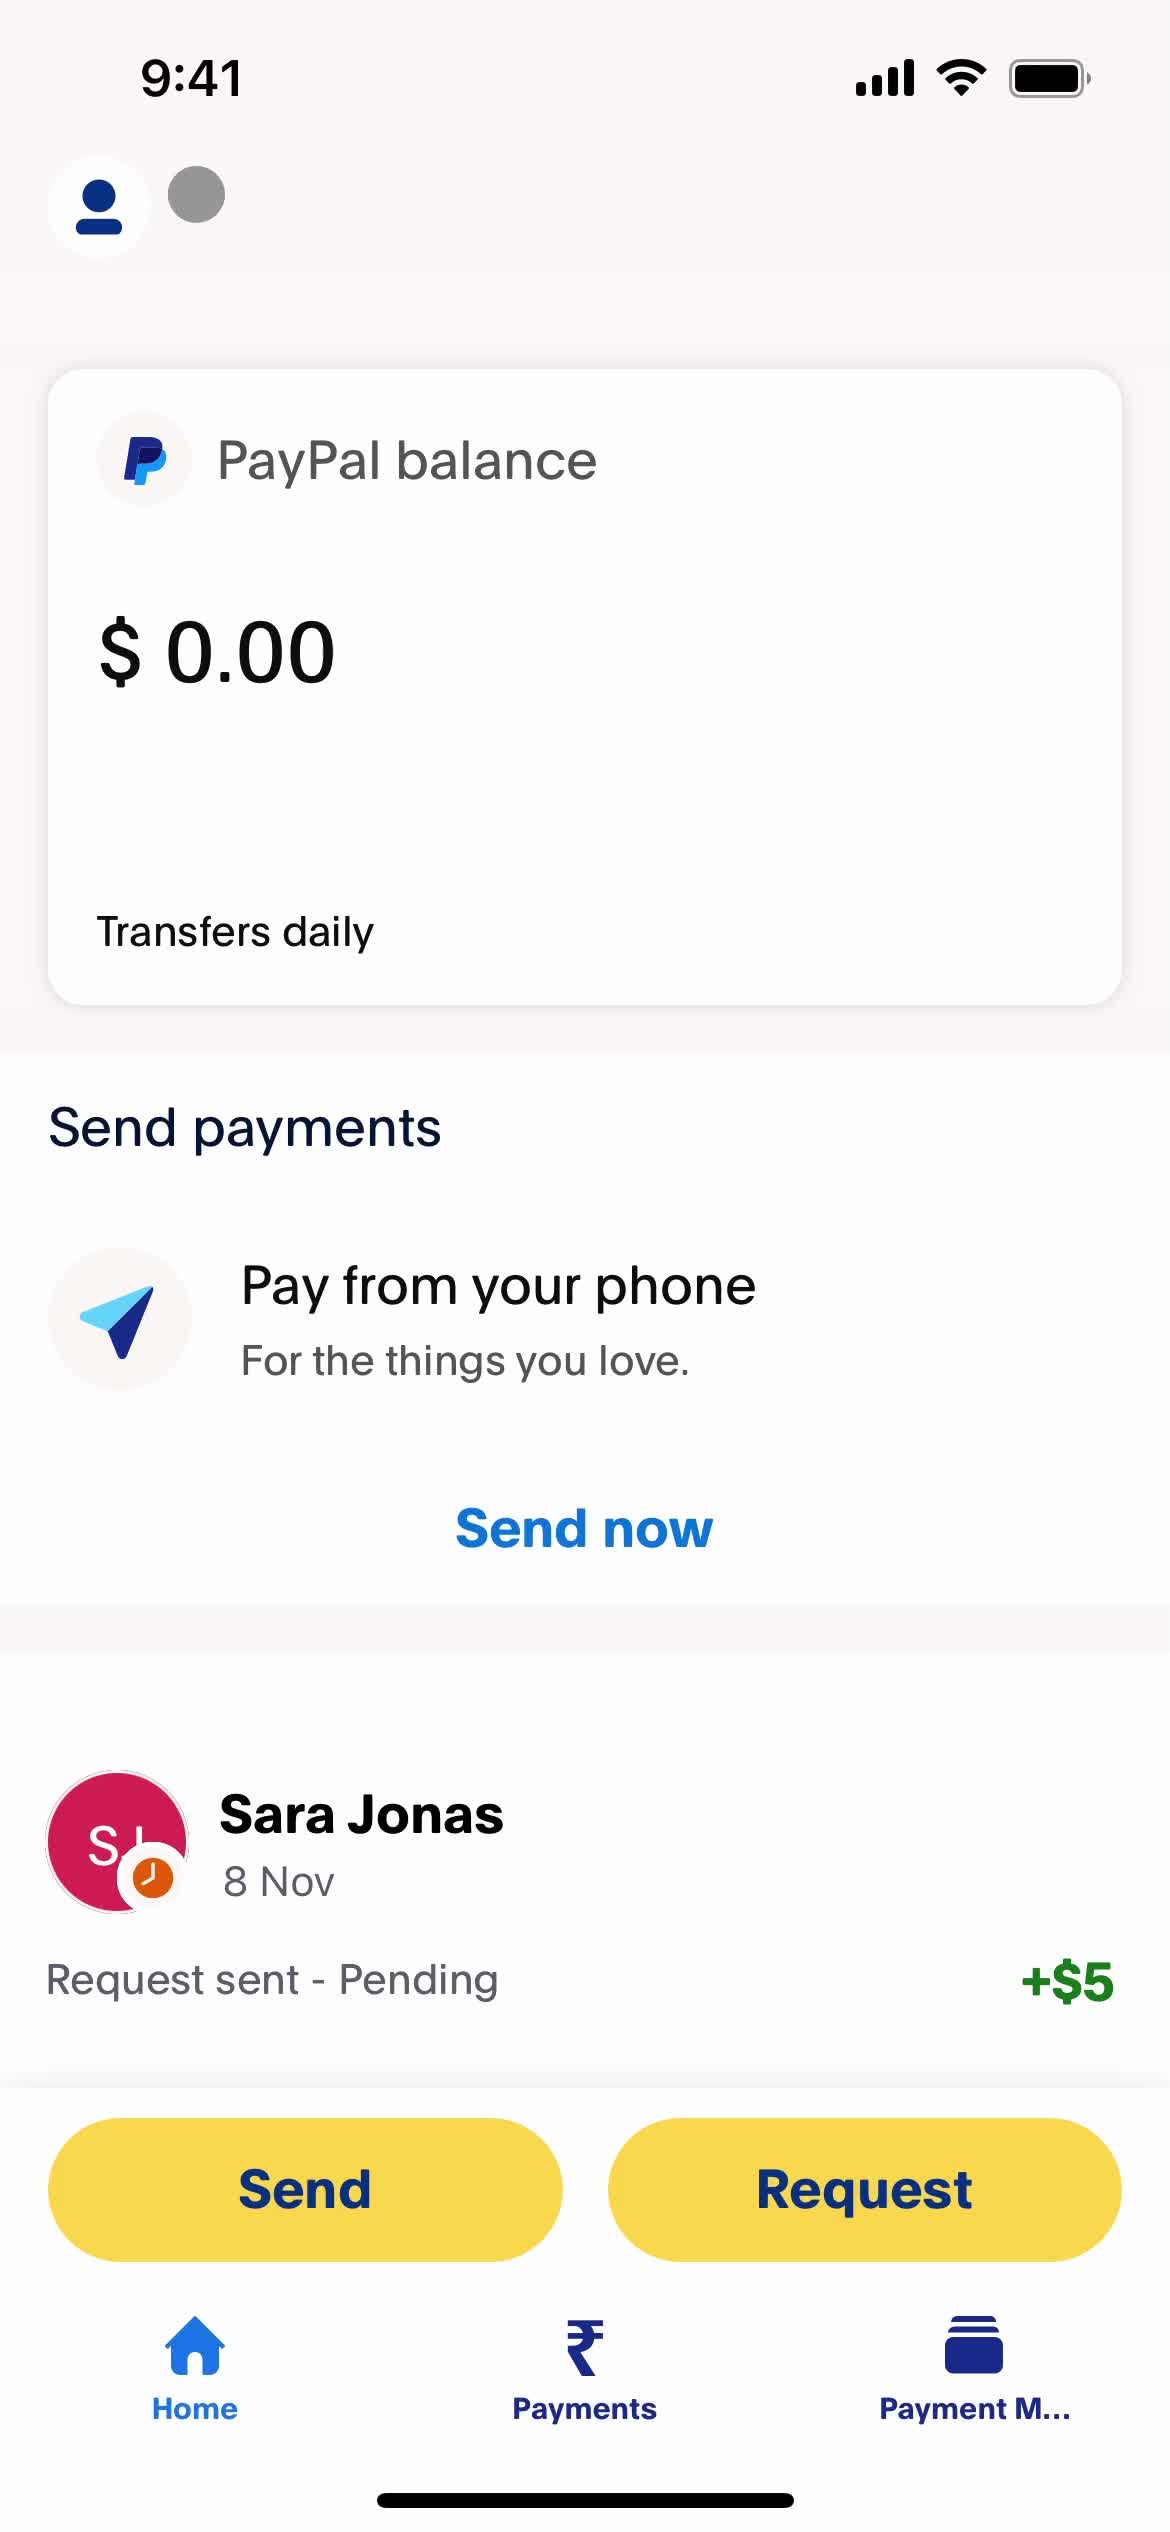 9:41
PayPal balance
$ 0.00
Transfers daily
Send payments
Pay from your phone
For the things you love.
Send now
Sara Jonas
8 Nov
Request sent - Pending
+$5
Send
Request
Home
Payments
Payment M...